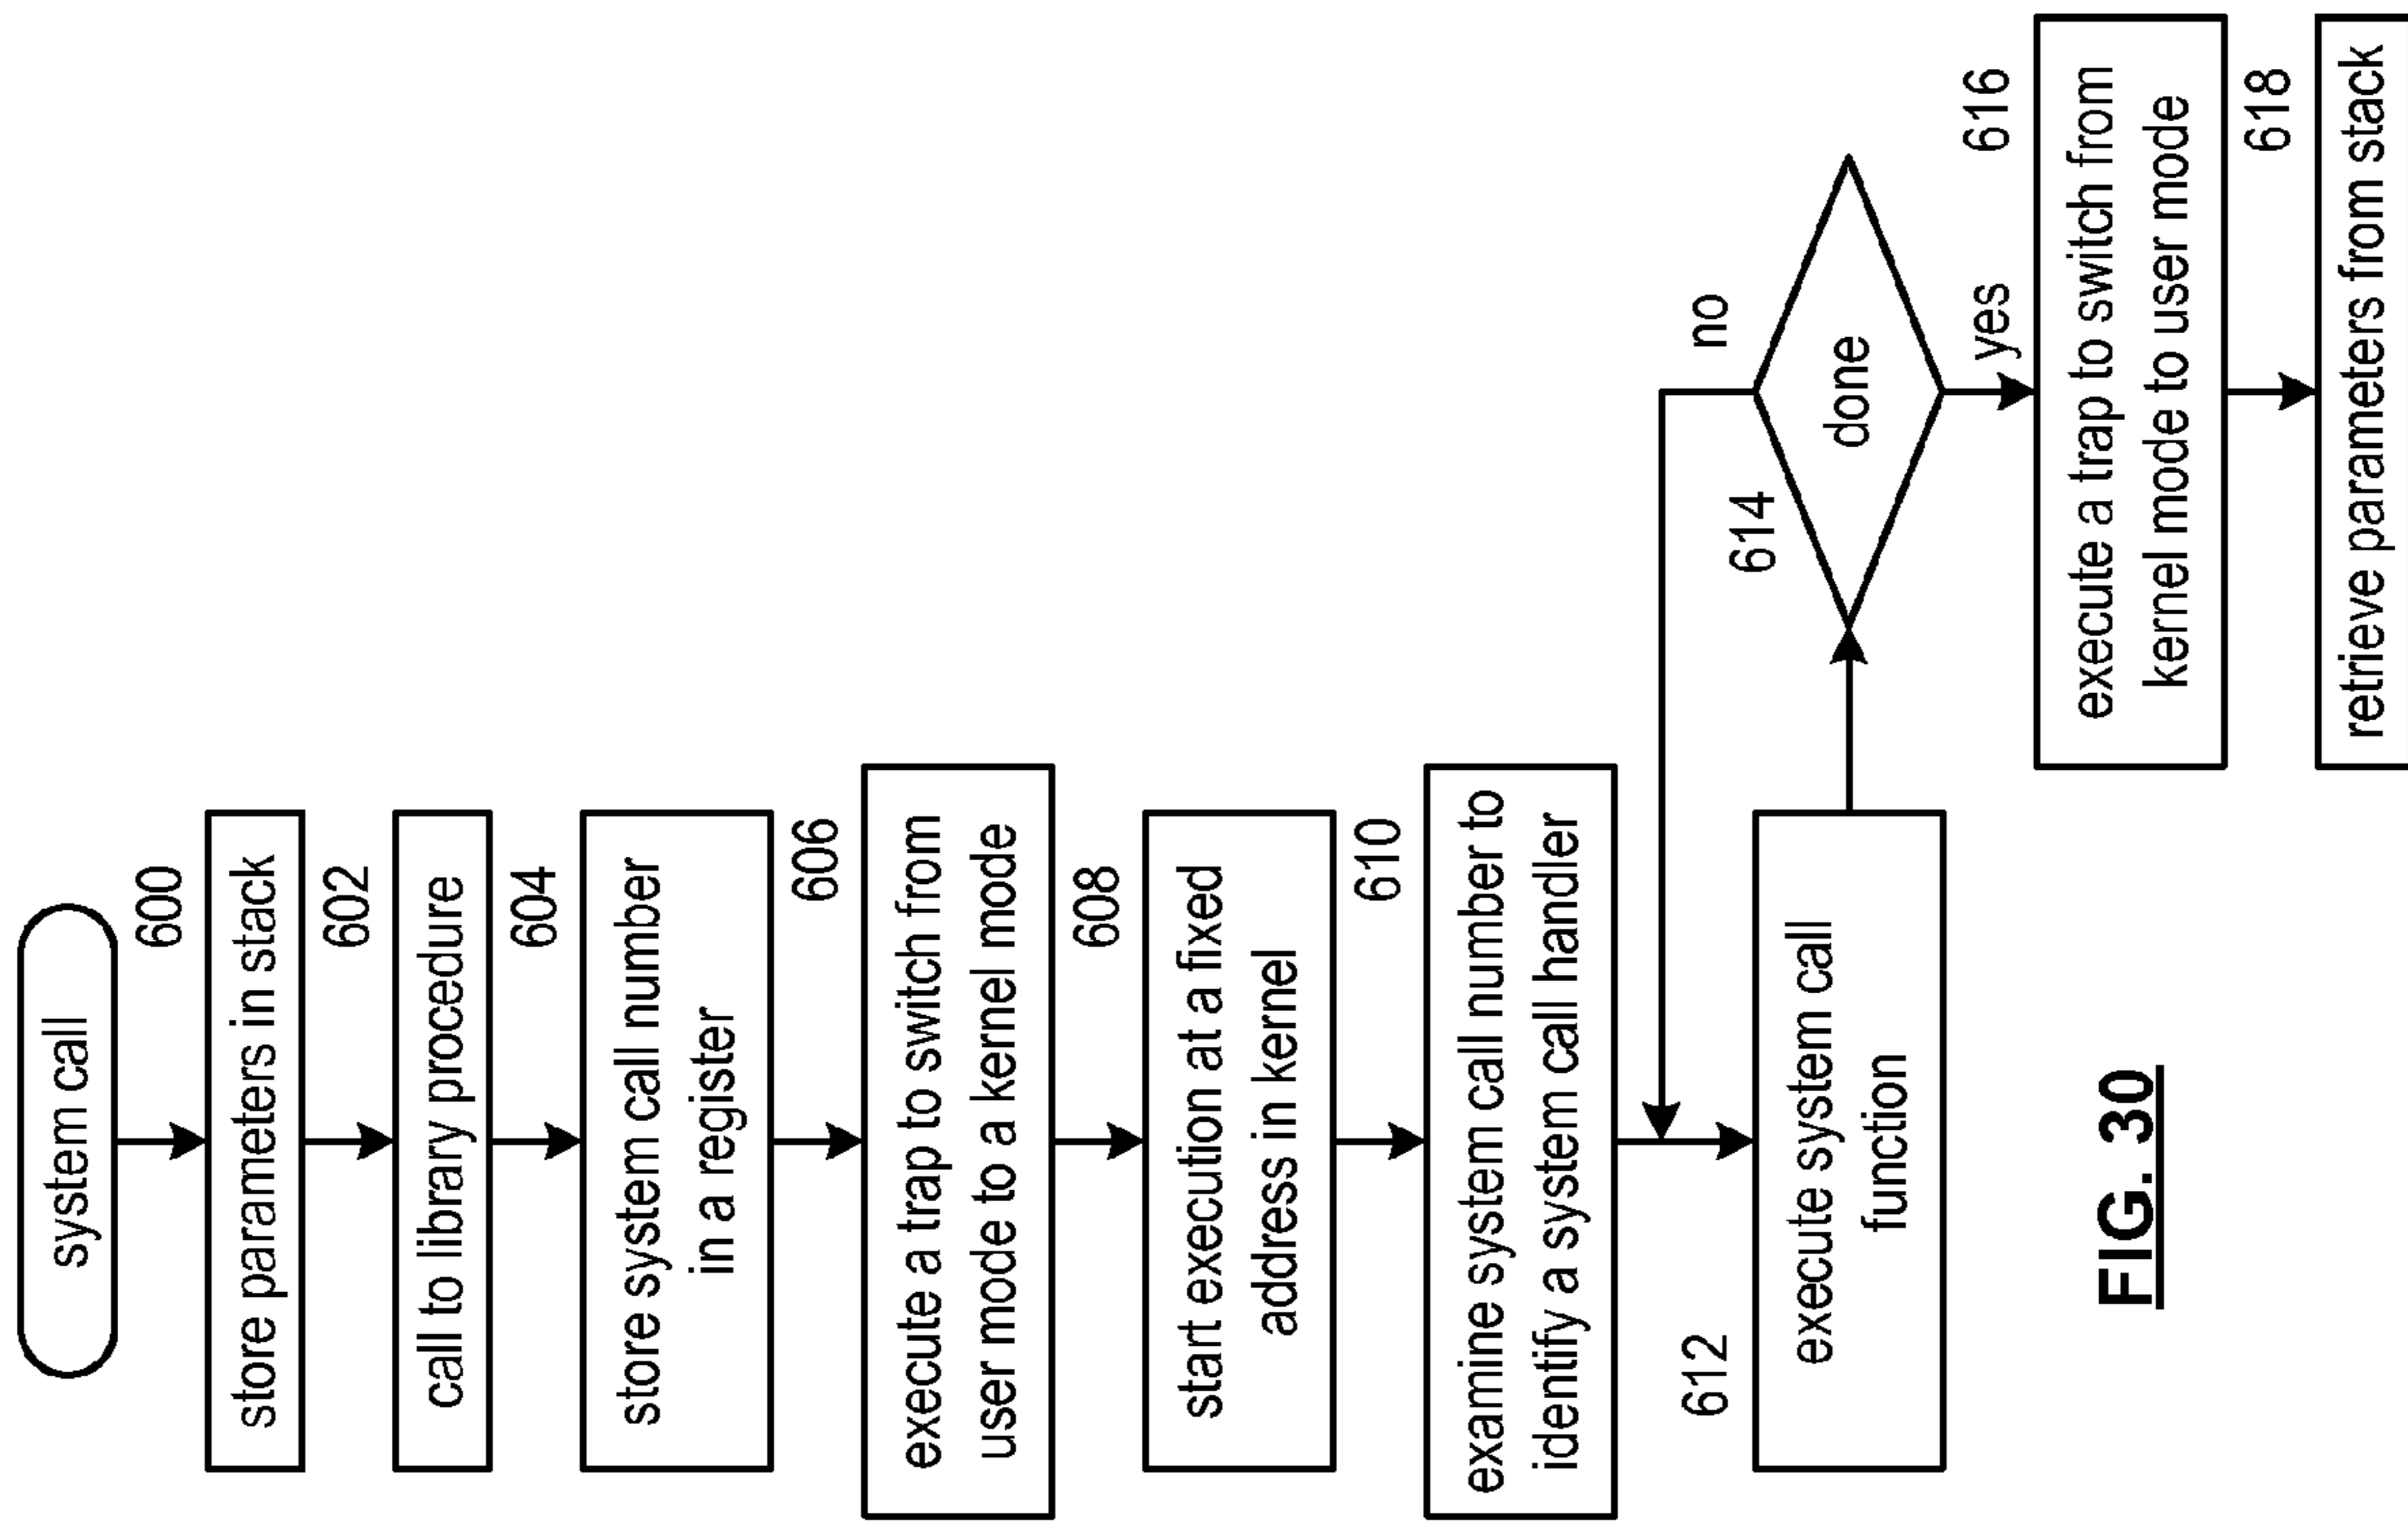 system call
600
store parameters in stack
602
call to library procedure
604
store system call number
in a register
606
execute a trap to switch from
user mode to a kernel mode
608
start execution at a fixed
address in kernel
610
examine system call number to
identify a system call handler
612
execute system call
function
614
done
no
yes
616
execute a trap to switch from
kernel mode to user mode
618
retrieve parameters from stack
FIG. 30